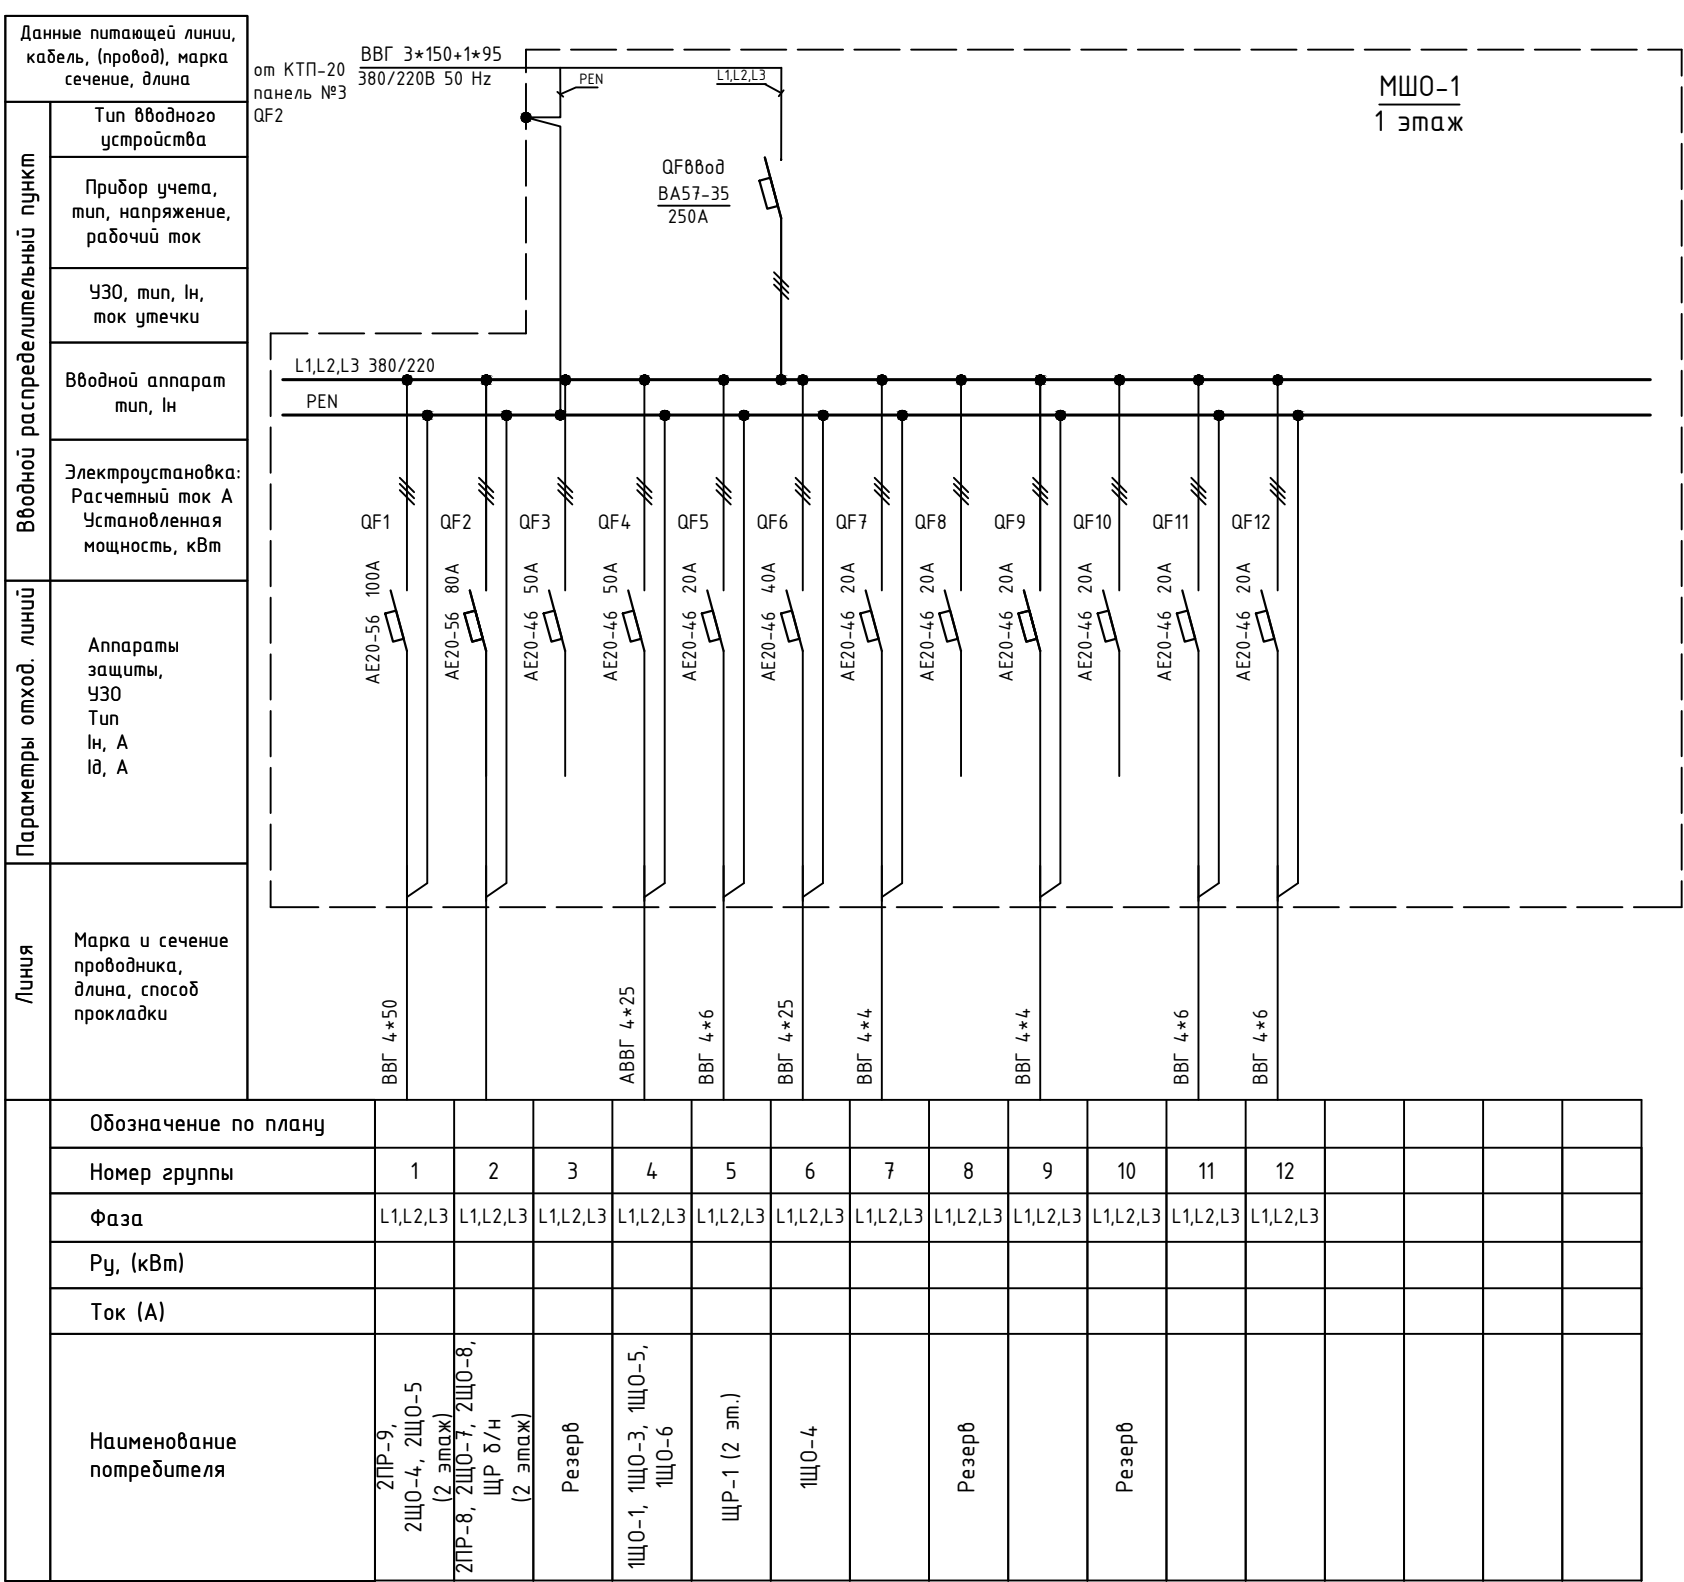 Данные питающей линии,
кабель, (провод), марка
сечение, длина
Вводной распределительный пункт
Тип вводного
устройства
Прибор учета,
тип, напряжение,
рабочий ток
УЗО, тип, Iн,
ток утечки
Вводной аппарат
тип, Iн
Электроустановка:
Расчетный ток А
Установленная
мощность, кВт
Параметры отход. линий
Аппараты
защиты,
УЗО
Тип
Iн, А
Iд, А
Линия
Марка и сечение
проводника,
длина, способ
прокладки
от КТП-20
панель №3
QF2
ВВГ 3*150+1*95
380/220В 50 Hz
PEN
L1,L2,L3
МШО-1
1 этаж
QFввод
ВА57-35
250А
L1,L2,L3 380/220
PEN
QF1
QF2
QF3
QF4
QF5
QF6
QF7
QF8
QF9
QF10
QF11
QF12
АЕ20-56 100А
АЕ20-56 80А
АЕ20-46 50А
АЕ20-46 50А
АЕ20-46 20А
АЕ20-46 40А
АЕ20-46 20А
АЕ20-46 20А
АЕ20-46 20А
АЕ20-46 20А
АЕ20-46 20А
АЕ20-46 20А
ВВГ 4*50
АВВГ 4*25
ВВГ 4*6
ВВГ 4*25
ВВГ 4*4
ВВГ 4*4
ВВГ 4*6
ВВГ 4*6
Обозначение по плану
Номер группы 1 2 3 4 5 6 7 8 9 10 11 12
Фаза L1,L2,L3 L1,L2,L3 L1,L2,L3 L1,L2,L3 L1,L2,L3 L1,L2,L3 L1,L2,L3 L1,L2,L3 L1,L2,L3 L1,L2,L3 L1,L2,L3 L1,L2,L3
Ру, (кВт)
Ток (А)
Наименование
потребителя
2ПР-9,
2ЩО-4, 2ЩО-5
(2 этаж)
2ПР-8, 2ЩО-7, 2ЩО-8,
ЩР б/н
(2 этаж)
Резерв
1ЩО-1, 1ЩО-3, 1ЩО-5,
1ЩО-6
ЩР-1 (2 эт.)
1ЩО-4
Резерв
Резерв